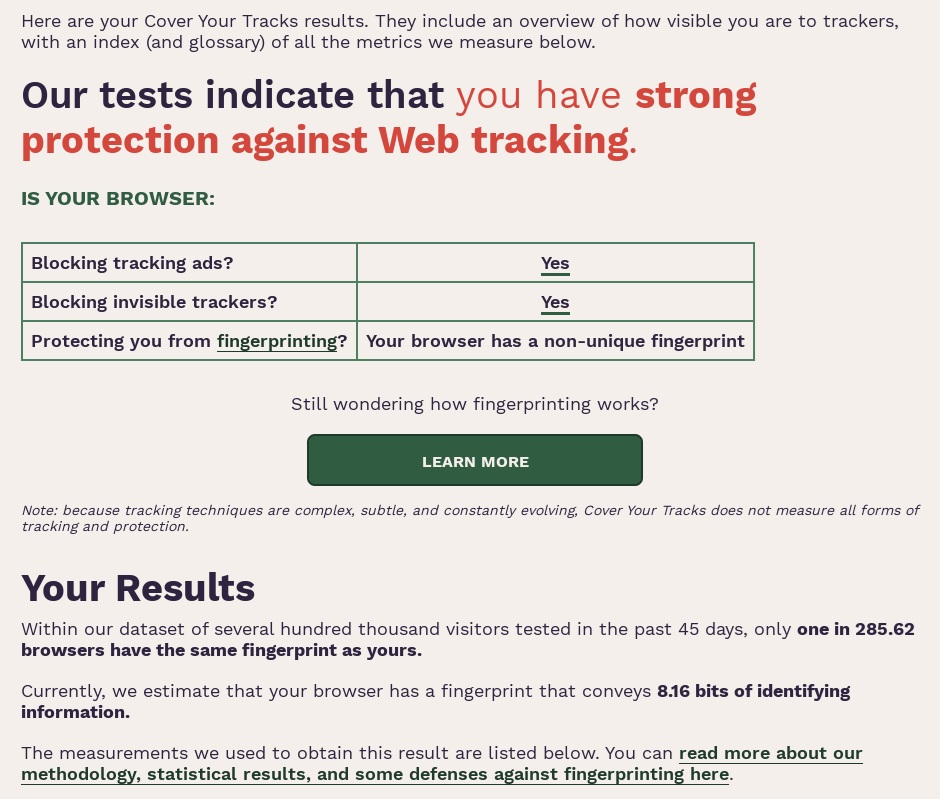 Here are your Cover Your Tracks results. They include an overview of how visible you are to trackers,
with an index (and glossary) of all the metrics we measure below.
Our tests indicate that you have strong
protection against Web tracking.
IS YOUR BROWSER:
Blocking tracking ads? Yes
Blocking invisible trackers? Yes
Protecting you from fingerprinting? Your browser has a non-unique fingerprint
Still wondering how fingerprinting works?
LEARN MORE
Note: because tracking techniques are complex, subtle, and constantly evolving, Cover Your Tracks does not measure all forms of
tracking and protection.
Your Results
Within our dataset of several hundred thousand visitors tested in the past 45 days, only one in 285.62
browsers have the same fingerprint as yours.
Currently, we estimate that your browser has a fingerprint that conveys 8.16 bits of identifying
information.
The measurements we used to obtain this result are listed below. You can read more about our
methodology, statistical results, and some defenses against fingerprinting here.